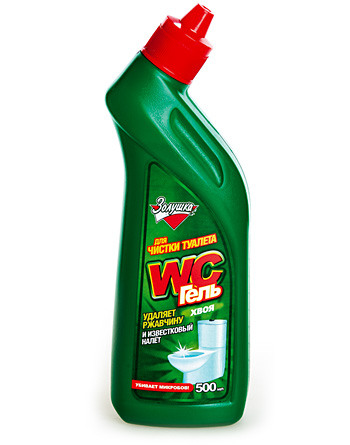 Золушка
ДЛЯ
ЧИСТКИ ТУАЛЕТА
WC
ГЕЛЬ
ХВОЯ
УДАЛЯЕТ
РЖАВЧИНУ
И ИЗВЕСТКОВЫЙ
НАЛЕТ
УБИВАЕТ МИКРОБОВ!
500